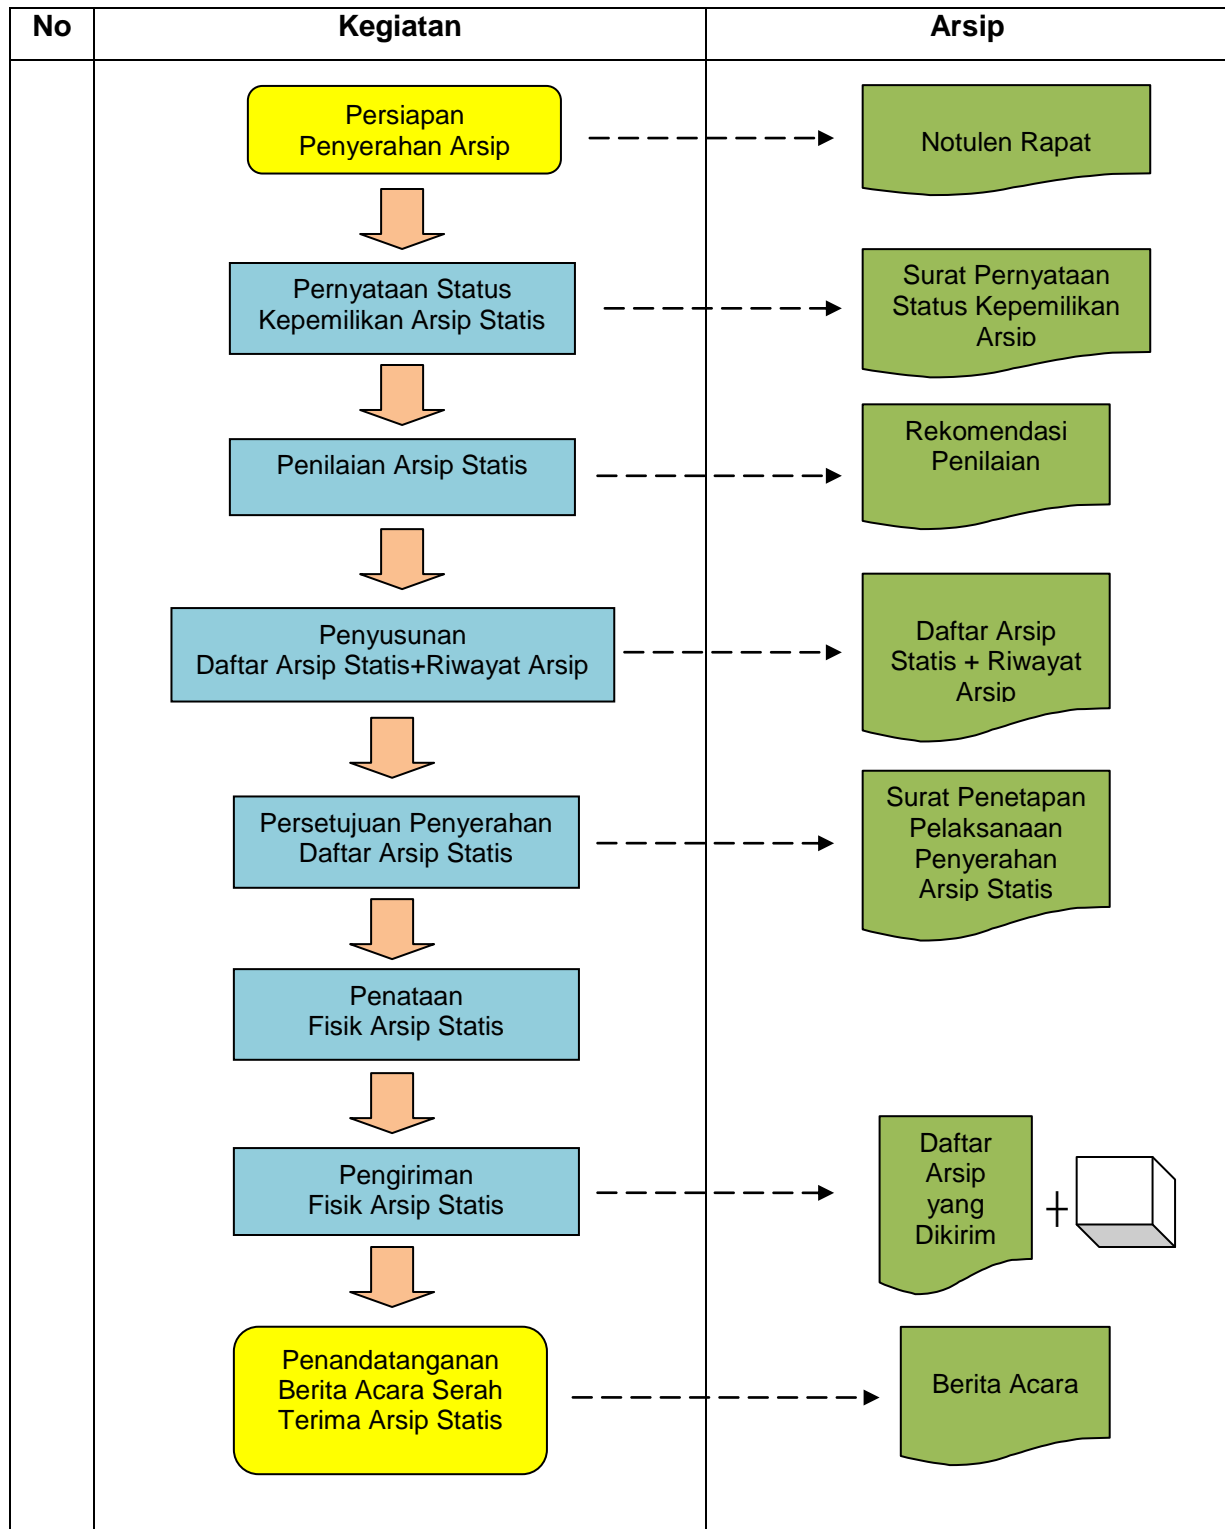 No
Kegiatan
Arsip
Persiapan
Penyerahan Arsip
Notulen Rapat
Pernyataan Status
Kepemilikan Arsip Statis
Surat Pernyataan
Status Kepemilikan
Arsip
Penilaian Arsip Statis
Rekomendasi
Penilaian
Penyusunan
Daftar Arsip Statis+Riwayat Arsip
Daftar Arsip
Statis + Riwayat
Arsip
Persetujuan Penyerahan
Daftar Arsip Statis
Surat Penetapan
Pelaksanaan
Penyerahan
Arsip Statis
Penataan
Fisik Arsip Statis
Pengiriman
Fisik Arsip Statis
Daftar
Arsip
yang
Dikirim
+
Penandatanganan
Berita Acara Serah
Terima Arsip Statis
Berita Acara